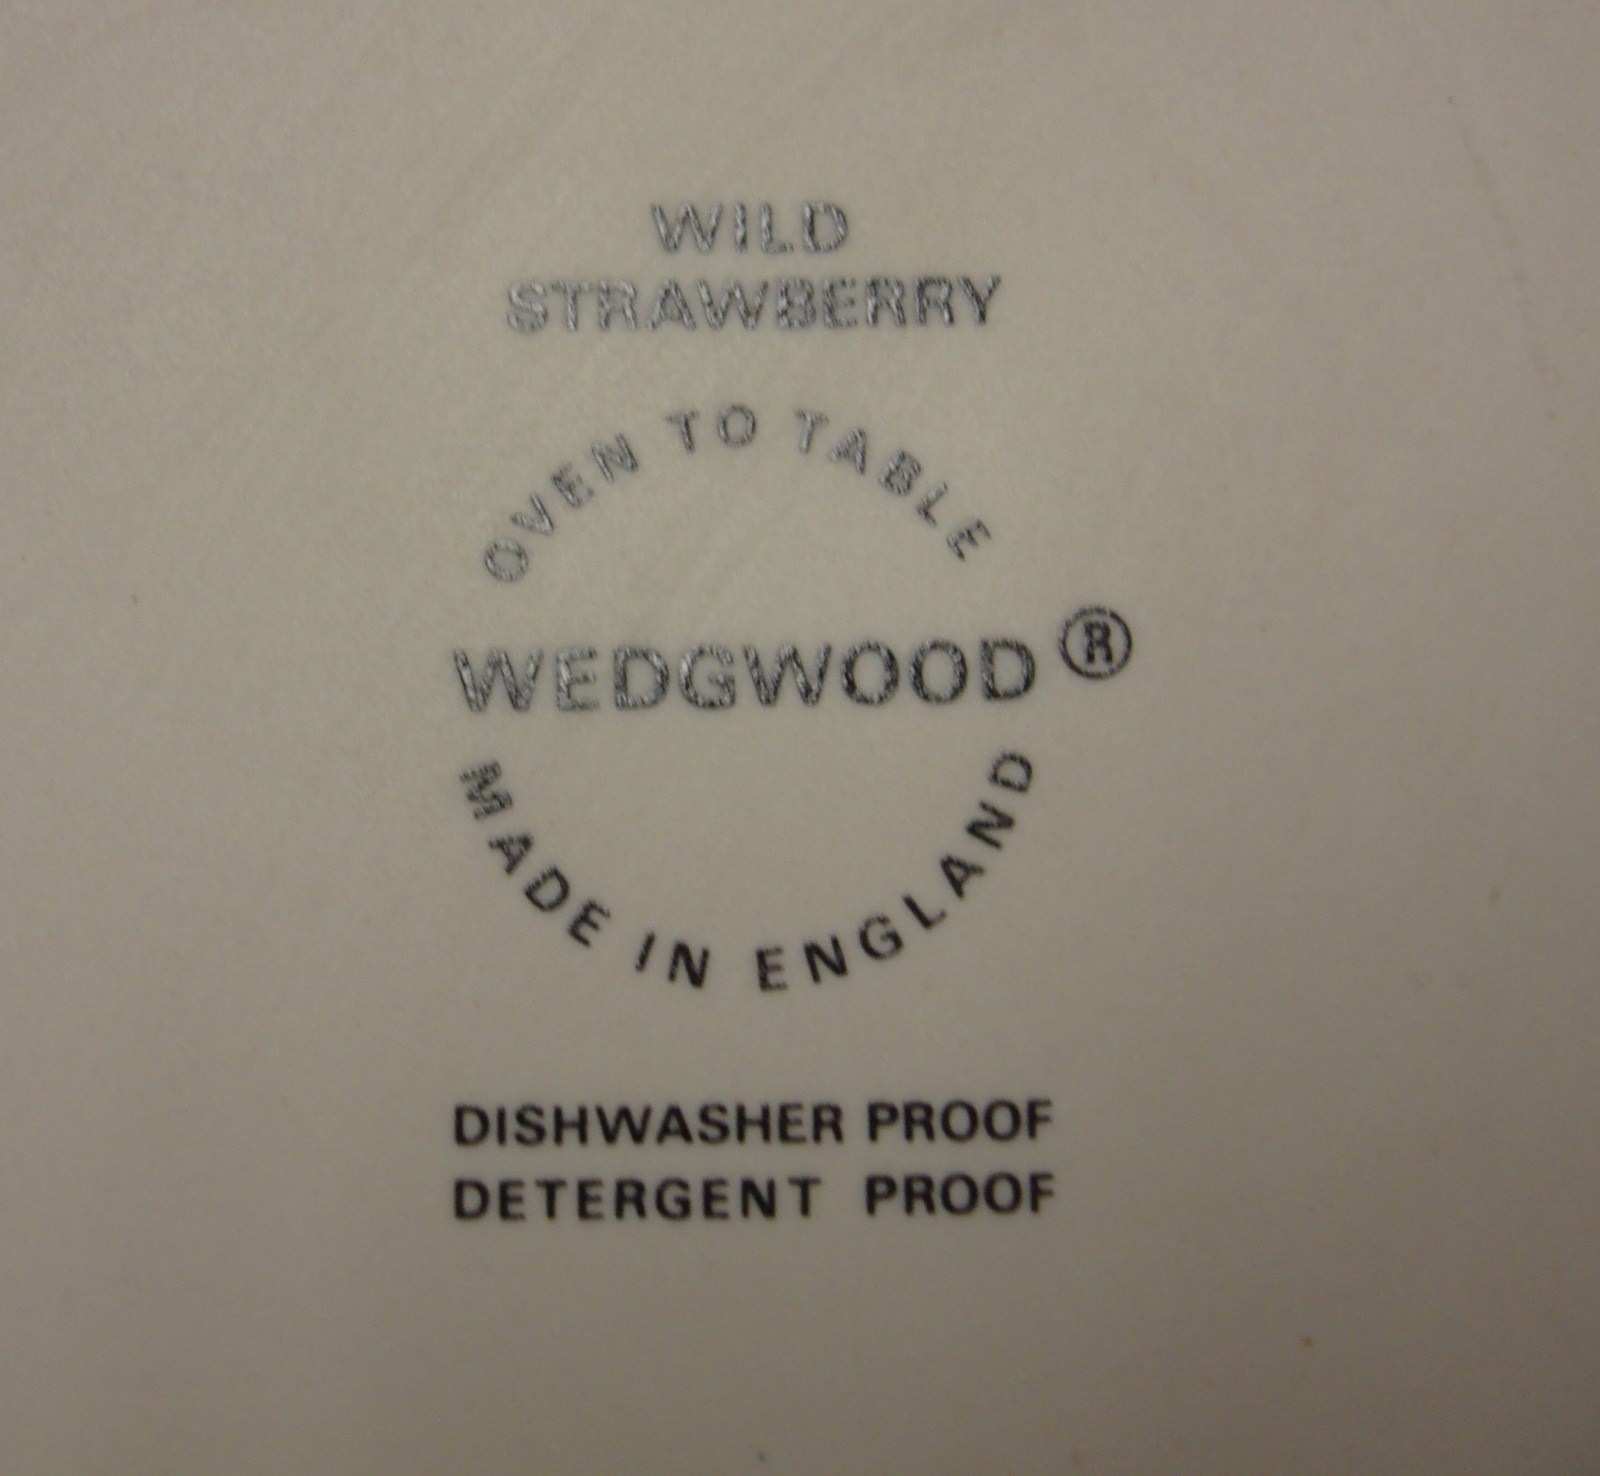 WILD
STRAWBERRY
OVEN TO TABLE
WEDGWOOD ®
MADE IN ENGLAND
DISHWASHER PROOF
DETERGENT PROOF